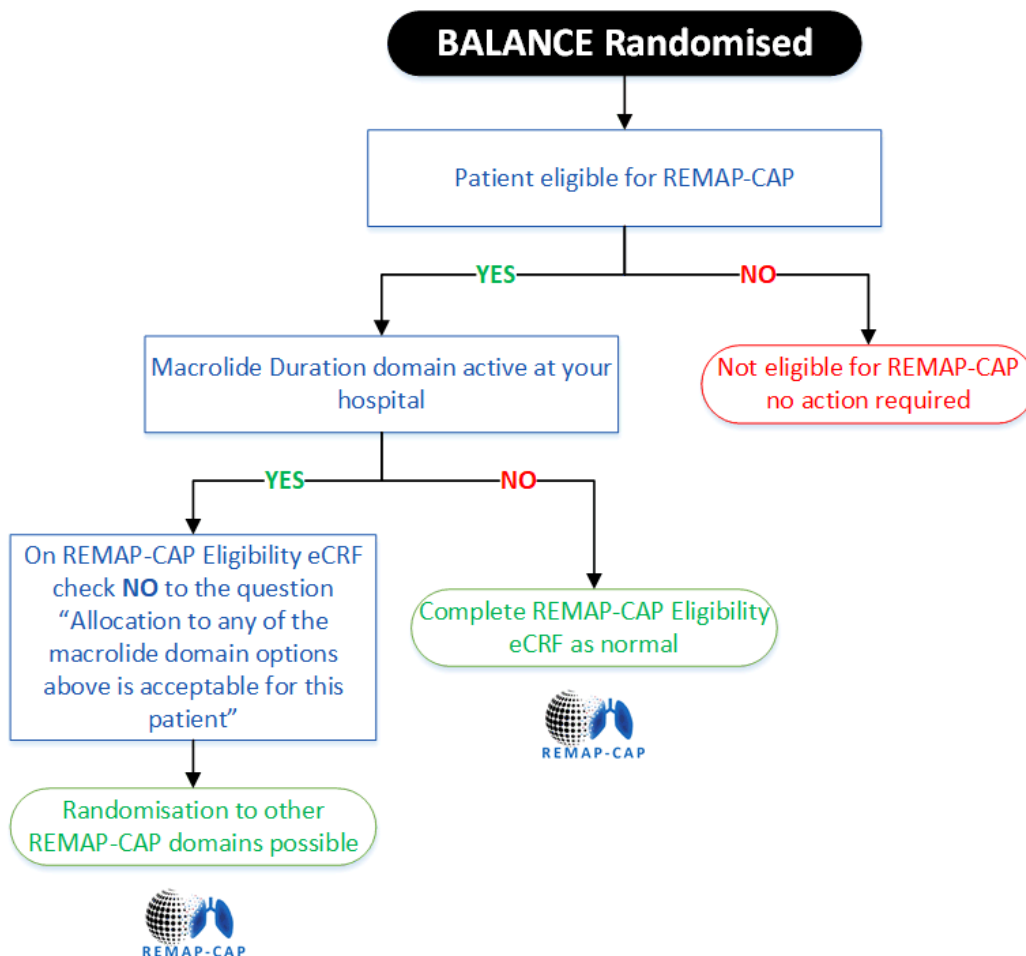 BALANCE Randomised
Patient eligible for REMAP-CAP
YES
NO
Macrolide Duration domain active at your
hospital
Not eligible for REMAP-CAP
no action required
YES
NO
On REMAP-CAP Eligibility eCRF
check NO to the question
“Allocation to any of the
macrolide domain options
above is acceptable for this
patient”
Complete REMAP-CAP Eligibility
eCRF as normal
REMAP-CAP
Randomisation to other
REMAP-CAP domains possible
REMAP-CAP